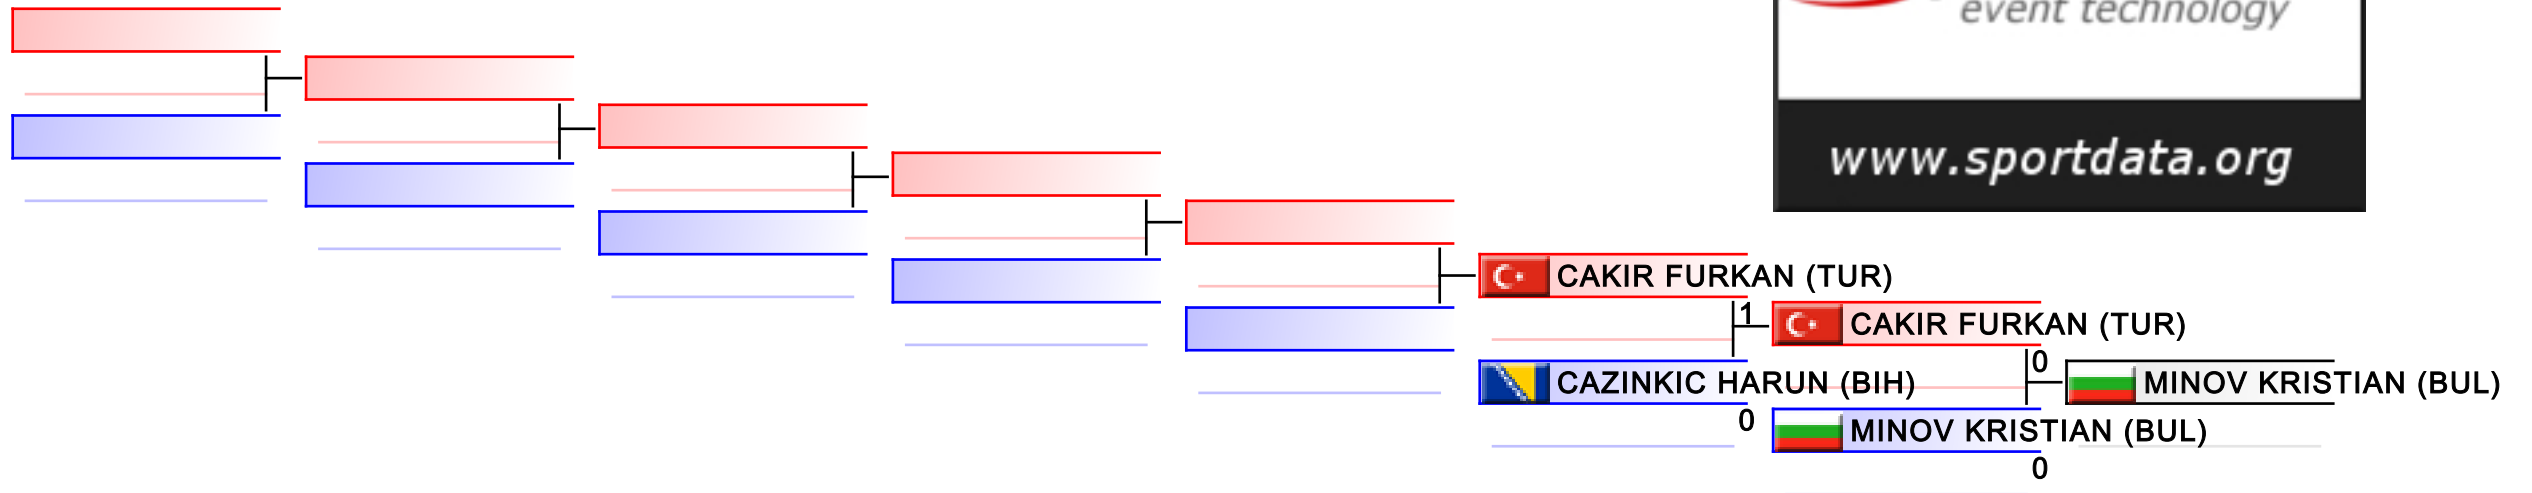 event technology
www.sportdata.org
CAKIR FURKAN (TUR)
1
CAKIR FURKAN (TUR)
0
CAZINKIC HARUN (BIH)
MINOV KRISTIAN (BUL)
0
MINOV KRISTIAN (BUL)
0